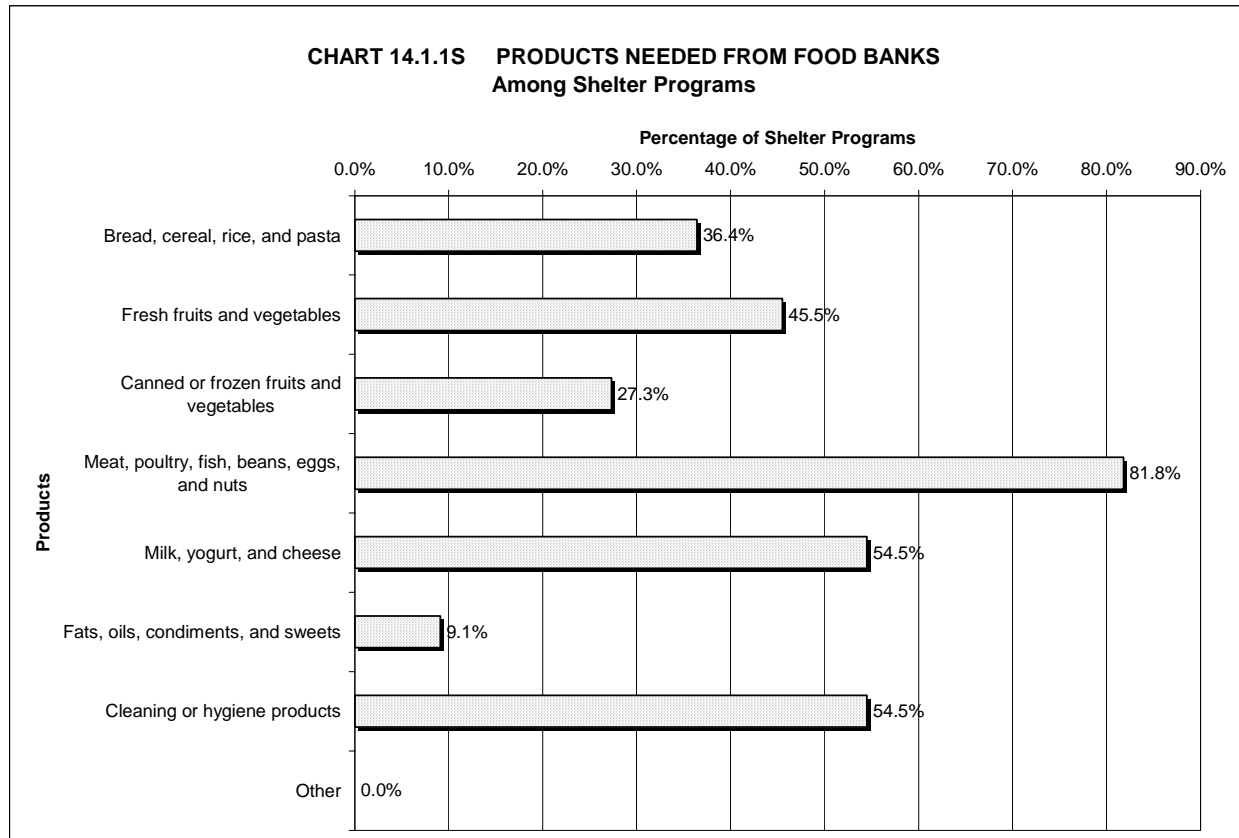 CHART 14.1.1S PRODUCTS NEEDED FROM FOOD BANKS
Among Shelter Programs
Percentage of Shelter Programs
0.0% 10.0% 20.0% 30.0% 40.0% 50.0% 60.0% 70.0% 80.0% 90.0%
Products
Bread, cereal, rice, and pasta 36.4%
Fresh fruits and vegetables 45.5%
Canned or frozen fruits and
vegetables 27.3%
Meat, poultry, fish, beans, eggs,
and nuts 81.8%
Milk, yogurt, and cheese 54.5%
Fats, oils, condiments, and sweets 9.1%
Cleaning or hygiene products 54.5%
Other 0.0%